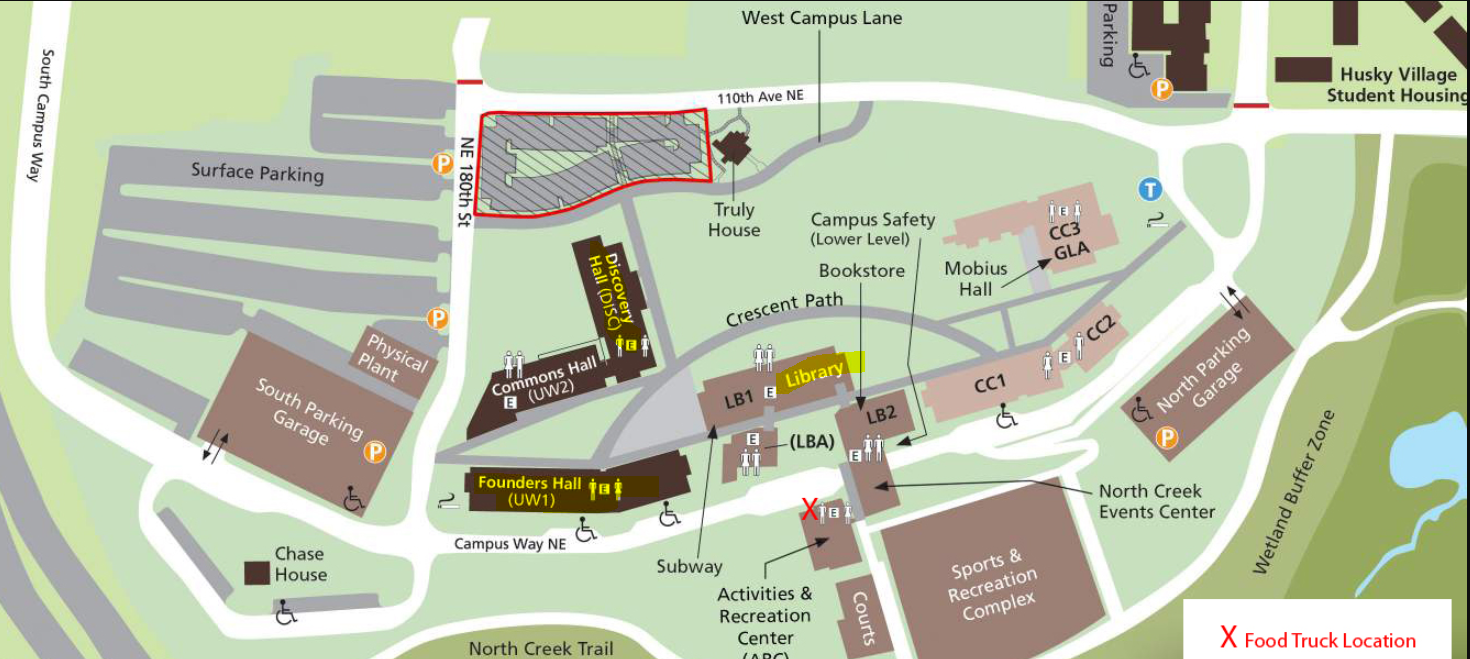 West Campus Lane
Parking
South Campus Way
110th Ave NE
Husky Village
Student Housing
P
P
NE 180th St
Surface Parking
T
Truly
House
Campus Safety
(Lower Level)
E
CC3
GLA
Mobius
Hall
Bookstore
Discovery
Hall (DISC)
Crescent Path
P
Physical
Plant
E
CC2
E
Commons Hall
(UW2)
E
Library
E
LB1
CC1
North Parking
Garage
South Parking
Garage
LB2
P
P
E
(LBA)
E
Founders Hall
(UW1)
E
North Creek
Events Center
Wetland Buffer Zone
X
E
Campus Way NE
Chase
House
Subway
Activities &
Recreation
Center
(ARC)
Sports &
Recreation
Complex
Courts
North Creek Trail
X Food Truck Location